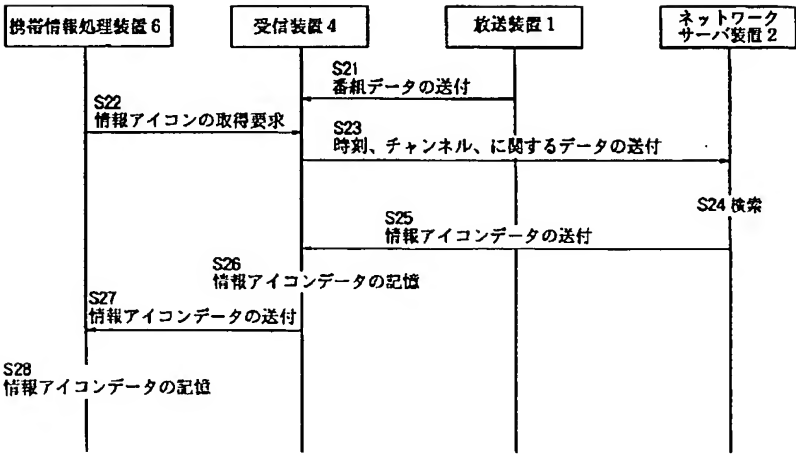 携帯情報処理装置6
受信装置4
放送装置1
ネットワーク
サーバ装置2
S21
番組データの送付
S22
情報アイコンの取得要求
S23
時刻、チャンネル、に関するデータの送付
S24 検索
S25
情報アイコンデータの送付
S26
情報アイコンデータの記憶
S27
情報アイコンデータの送付
S28
情報アイコンデータの記憶